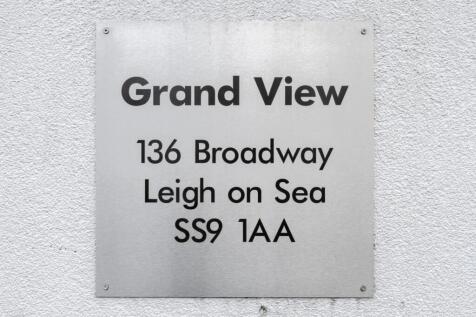 Grand View
136 Broadway
Leigh on Sea
SS9 1AA